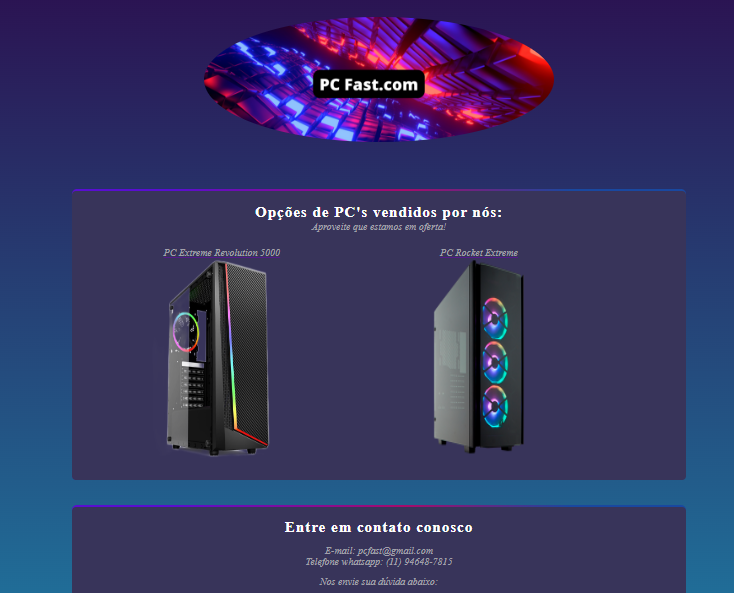 PC Fast.com
Opções de PC's vendidos por nós:
Aproveite que estamos em oferta!
PC Extreme Revolution 5000
PC Rocket Extreme
Entre em contato conosco
E-mail: pcfast@gmail.com
Telefone whatsapp: (11) 94648-7815
Nos envie sua dúvida abaixo: